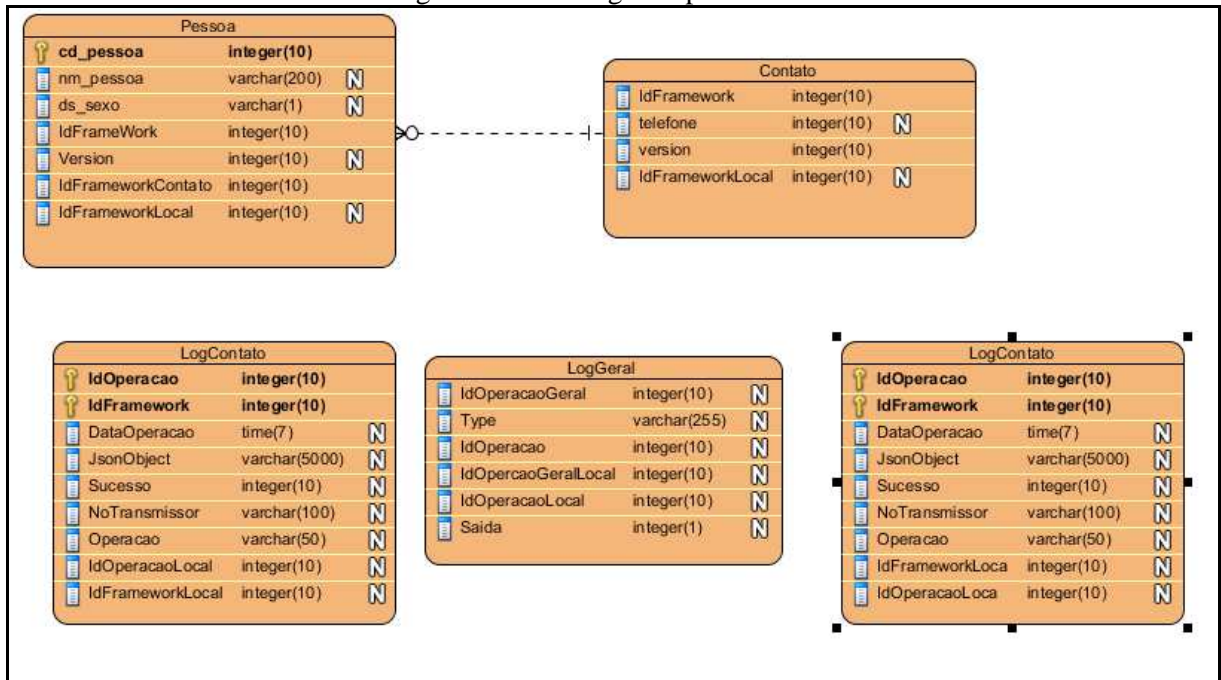 Pessoa
cd_pessoa integer(10)
nm_pessoa varchar(200) N
ds_sexo varchar(1) N
IdFrameWork integer(10)
Version integer(10) N
IdFrameworkContato integer(10)
IdFrameworkLocal integer(10) N
Contato
IdFramework integer(10)
telefone integer(10) N
version integer(10)
IdFrameworkLocal integer(10) N
LogContato
IdOperacao integer(10)
IdFramework integer(10)
DataOperacao time(7) N
JsonObject varchar(5000) N
Sucesso integer(10) N
NoTransmissor varchar(100) N
Operacao varchar(50) N
IdOperacaoLocal integer(10) N
IdFrameworkLocal integer(10) N
LogGeral
IdOperacaoGeral integer(10) N
Type varchar(255) N
IdOperacao integer(10) N
IdOpercaoGeralLocal integer(10) N
IdOperacaoLocal integer(10) N
Saida integer(1) N
LogContato
IdOperacao integer(10)
IdFramework integer(10)
DataOperacao time(7) N
JsonObject varchar(5000) N
Sucesso integer(10) N
NoTransmissor varchar(100) N
Operacao varchar(50) N
IdFrameworkLoca integer(10) N
IdOperacaoLoca integer(10) N